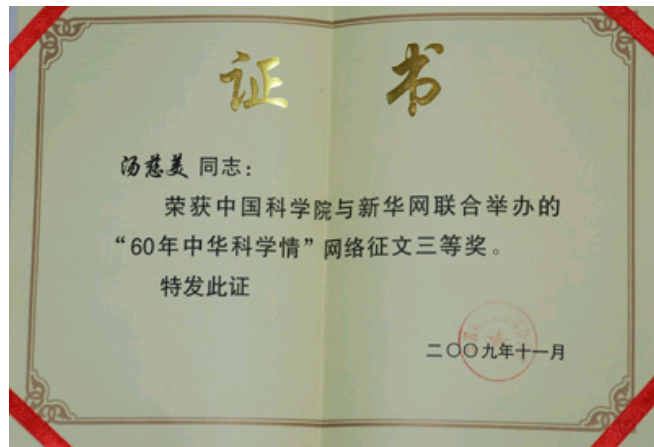 证书
汤慈美 同志：
荣获中国科学院与新华网联合举办的
“60年中华科学情”网络征文三等奖。
特发此证
二〇〇九年十一月